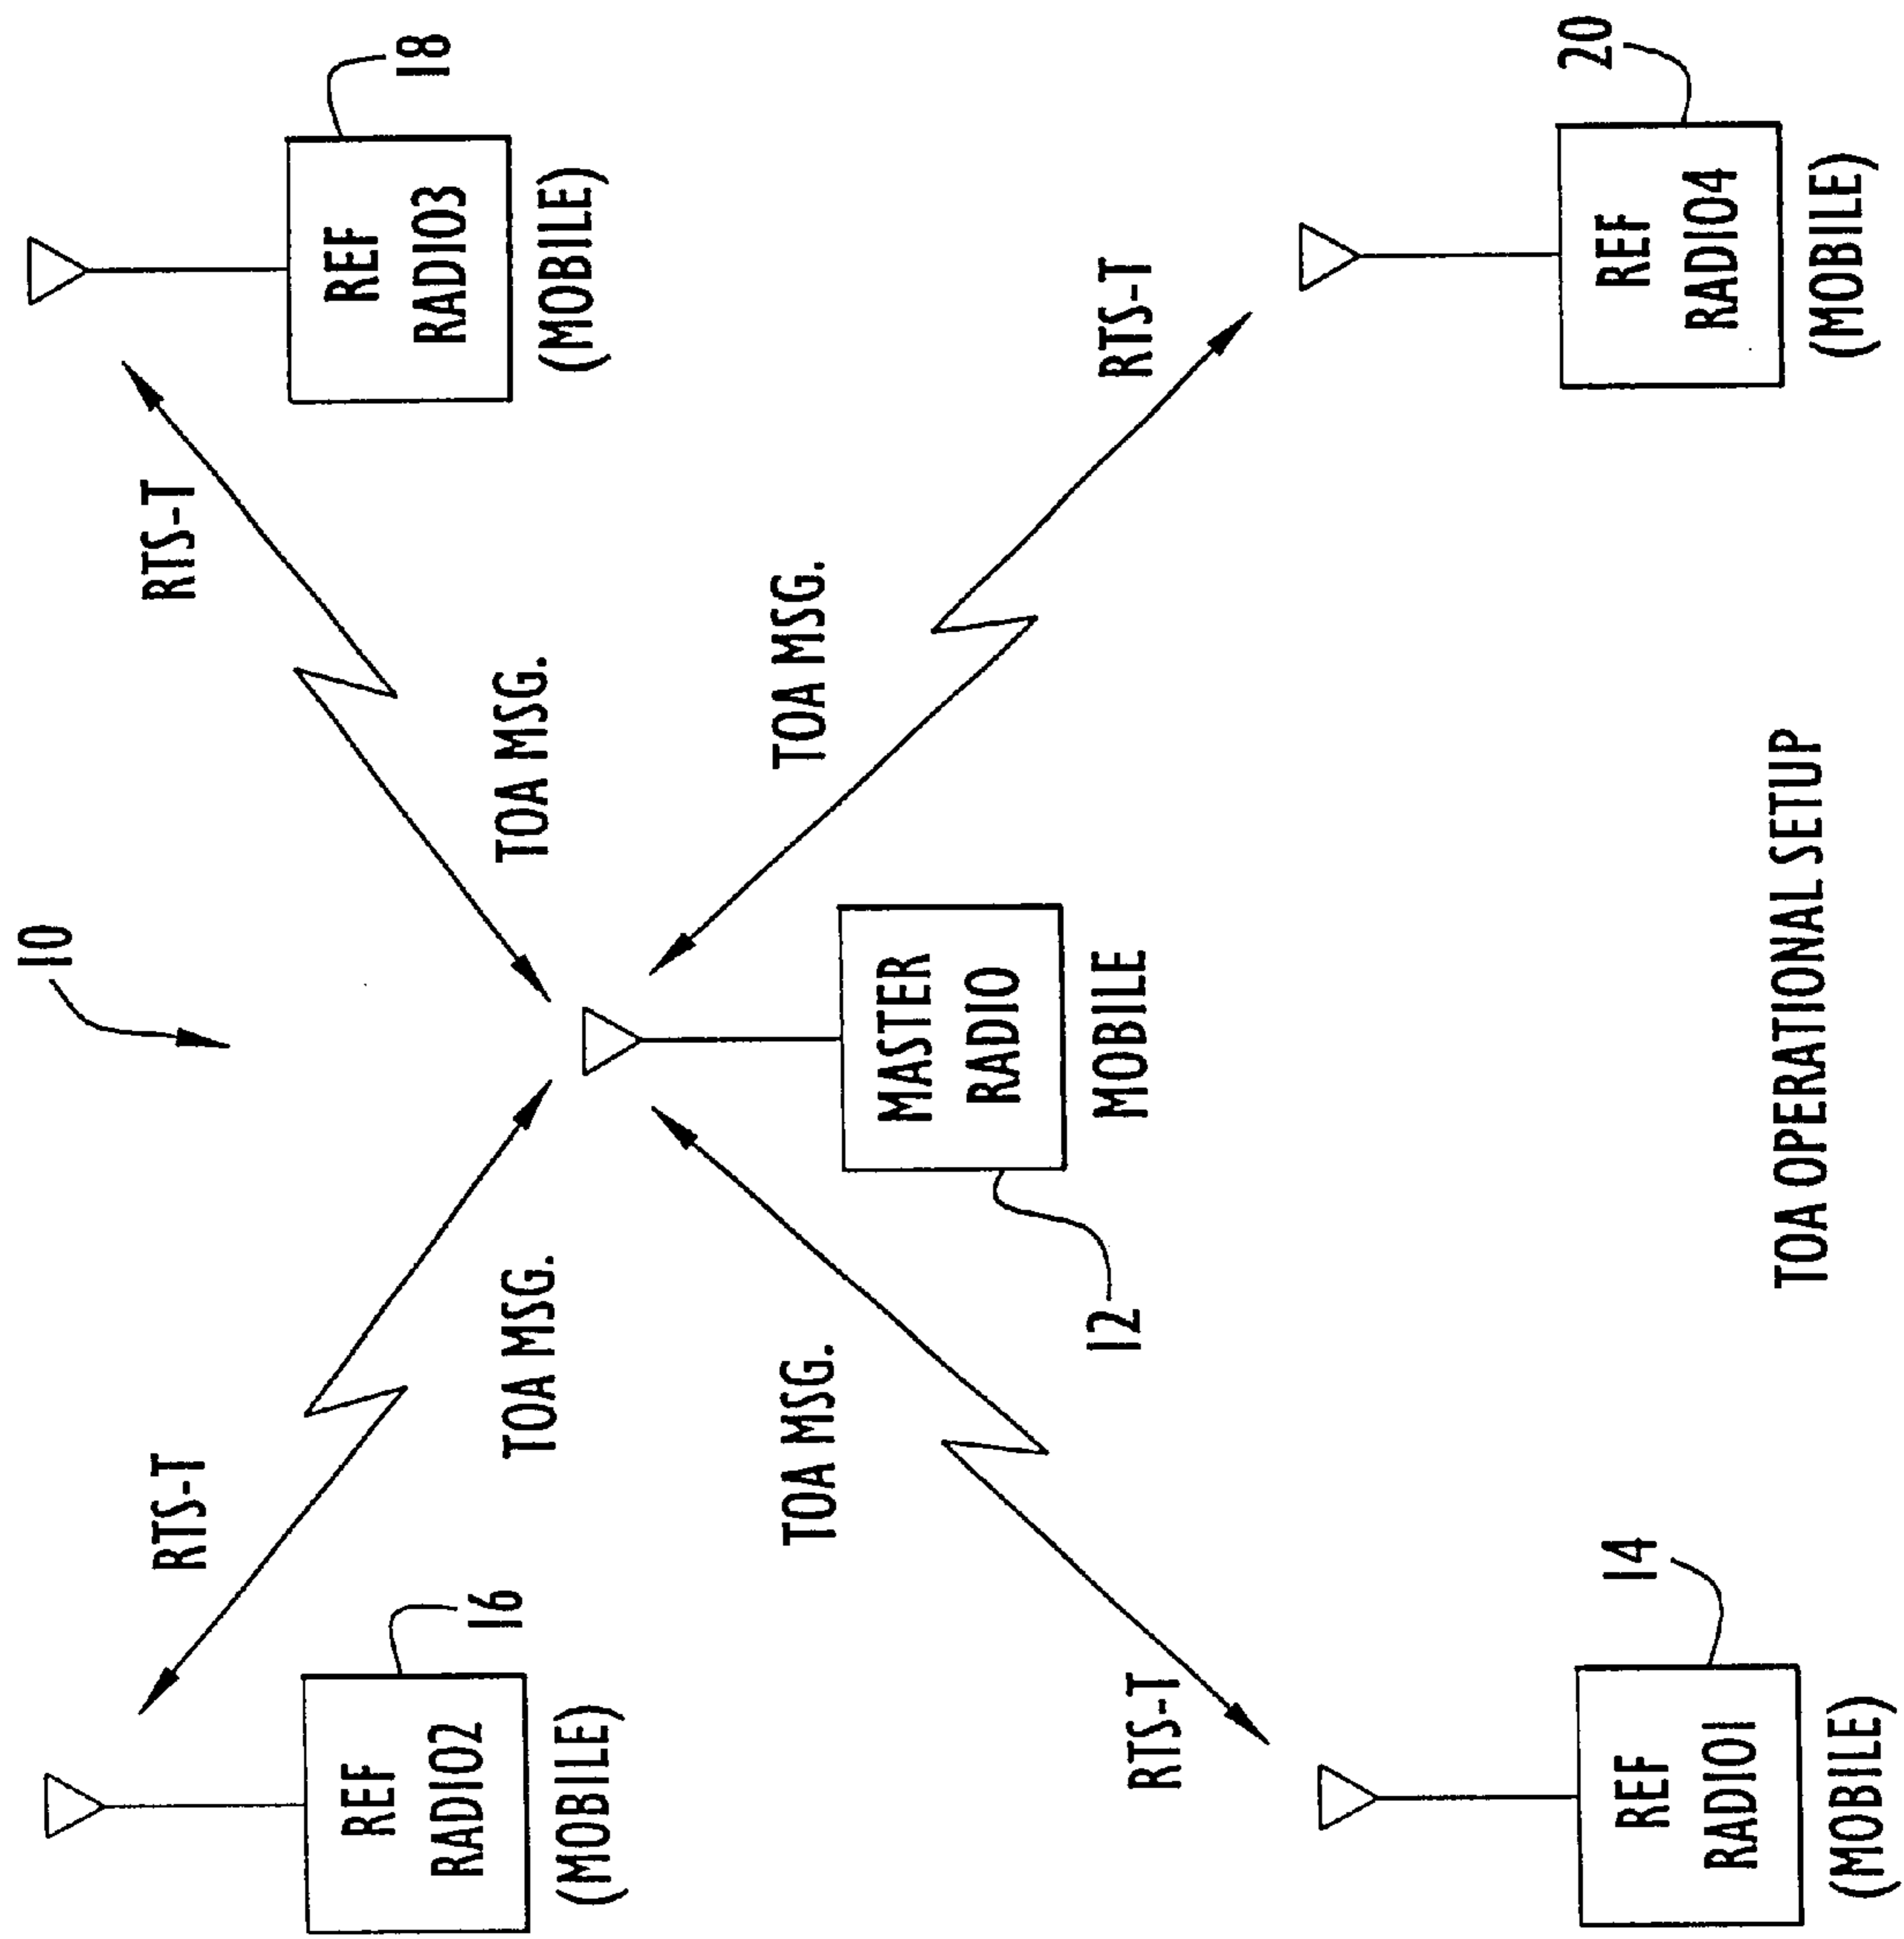 10
REF
RADIO2
(MOBILE)
16
RTS-T
TOA MSG.
REF
RADIO3
(MOBILE)
18
RTS-T
TOA MSG.
MASTER
RADIO
MOBILE
12
TOA MSG.
RTS-T
TOA MSG.
RTS-T
REF
RADIO1
(MOBILE)
14
REF
RADIO4
(MOBILE)
20
TOA OPERATIONAL SETUP